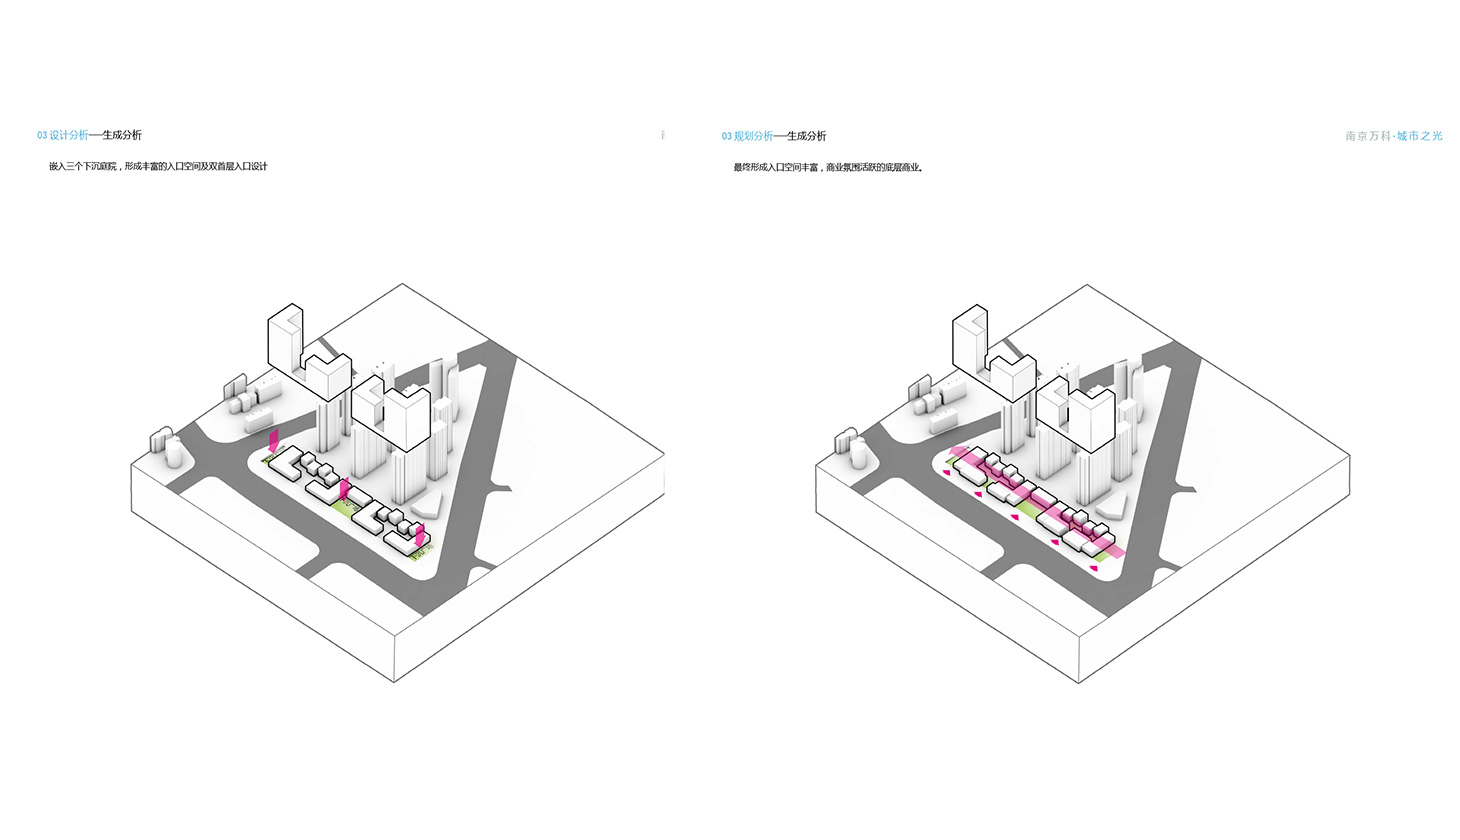 03 设计分析——生成分析
嵌入三个下沉庭院，形成丰富的入口空间及双首层入口设计
03 规划分析——生成分析
南京万科·城市之光
最终形成入口空间丰富，商业氛围活跃的底层商业。